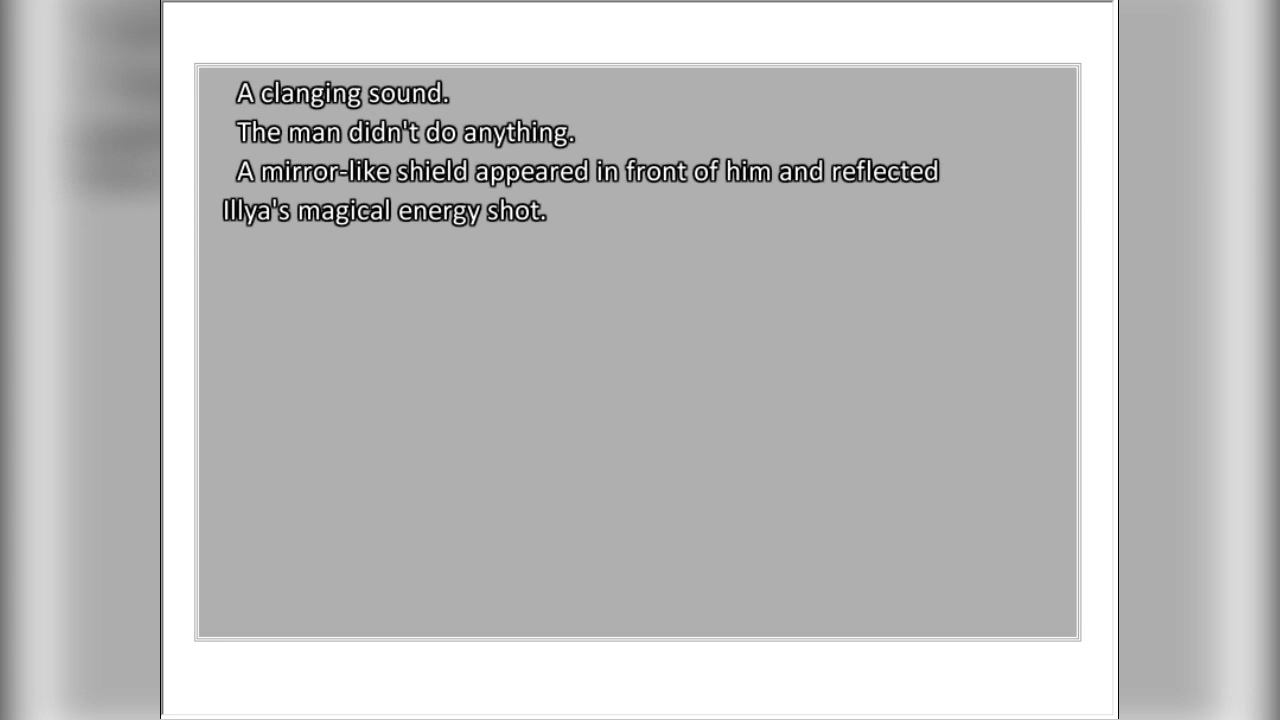 A clanging sound.
The man didn't do anything.
A mirror-like shield appeared in front of him and reflected
Illya's magical energy shot.